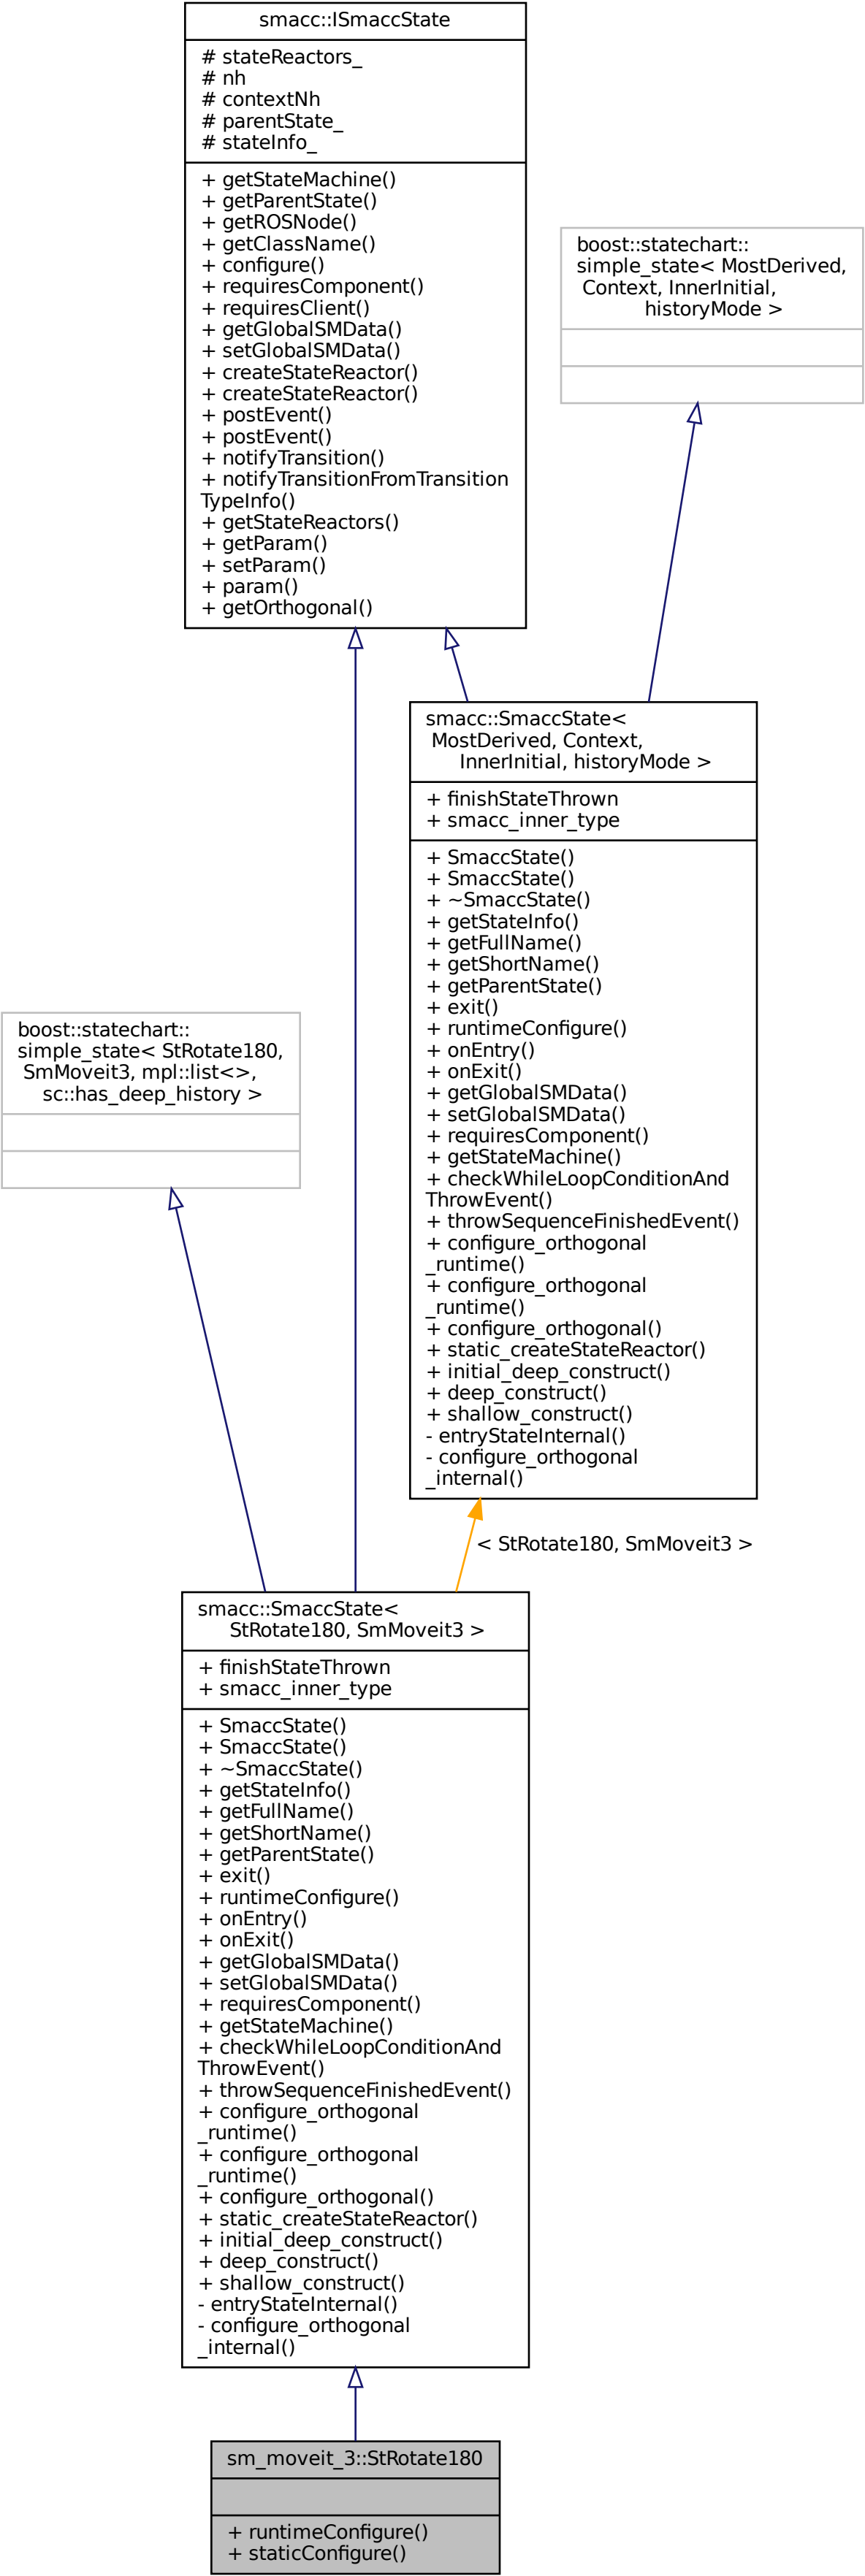 smacc::ISmaccState
# stateReactors_
# nh
# contextNh
# parentState_
# stateInfo_
+ getStateMachine()
+ getParentState()
+ getROSNode()
+ getClassName()
+ configure()
+ requiresComponent()
+ requiresClient()
+ getGlobalSMData()
+ setGlobalSMData()
+ createStateReactor()
+ createStateReactor()
+ postEvent()
+ postEvent()
+ notifyTransition()
+ notifyTransitionFromTransition
TypeInfo()
+ getStateReactors()
+ getParam()
+ setParam()
+ param()
+ getOrthogonal()
boost::statechart::
simple_state< MostDerived,
Context, InnerInitial,
historyMode >
smacc::SmaccState<
MostDerived, Context,
InnerInitial, historyMode >
+ finishStateThrown
+ smacc_inner_type
+ SmaccState()
+ SmaccState()
+ ~SmaccState()
+ getStateInfo()
+ getFullName()
+ getShortName()
+ getParentState()
+ exit()
+ runtimeConfigure()
+ onEntry()
+ onExit()
+ getGlobalSMData()
+ setGlobalSMData()
+ requiresComponent()
+ getStateMachine()
+ checkWhileLoopConditionAnd
ThrowEvent()
+ throwSequenceFinishedEvent()
+ configure_orthogonal
_runtime()
+ configure_orthogonal
_runtime()
+ configure_orthogonal()
+ static_createStateReactor()
+ initial_deep_construct()
+ deep_construct()
+ shallow_construct()
- entryStateInternal()
- configure_orthogonal
_internal()
boost::statechart::
simple_state< StRotate180,
SmMoveit3, mpl::list<>,
sc::has_deep_history >
< StRotate180, SmMoveit3 >
smacc::SmaccState<
StRotate180, SmMoveit3 >
+ finishStateThrown
+ smacc_inner_type
+ SmaccState()
+ SmaccState()
+ ~SmaccState()
+ getStateInfo()
+ getFullName()
+ getShortName()
+ getParentState()
+ exit()
+ runtimeConfigure()
+ onEntry()
+ onExit()
+ getGlobalSMData()
+ setGlobalSMData()
+ requiresComponent()
+ getStateMachine()
+ checkWhileLoopConditionAnd
ThrowEvent()
+ throwSequenceFinishedEvent()
+ configure_orthogonal
_runtime()
+ configure_orthogonal
_runtime()
+ configure_orthogonal()
+ static_createStateReactor()
+ initial_deep_construct()
+ deep_construct()
+ shallow_construct()
- entryStateInternal()
- configure_orthogonal
_internal()
sm_moveit_3::StRotate180
+ runtimeConfigure()
+ staticConfigure()